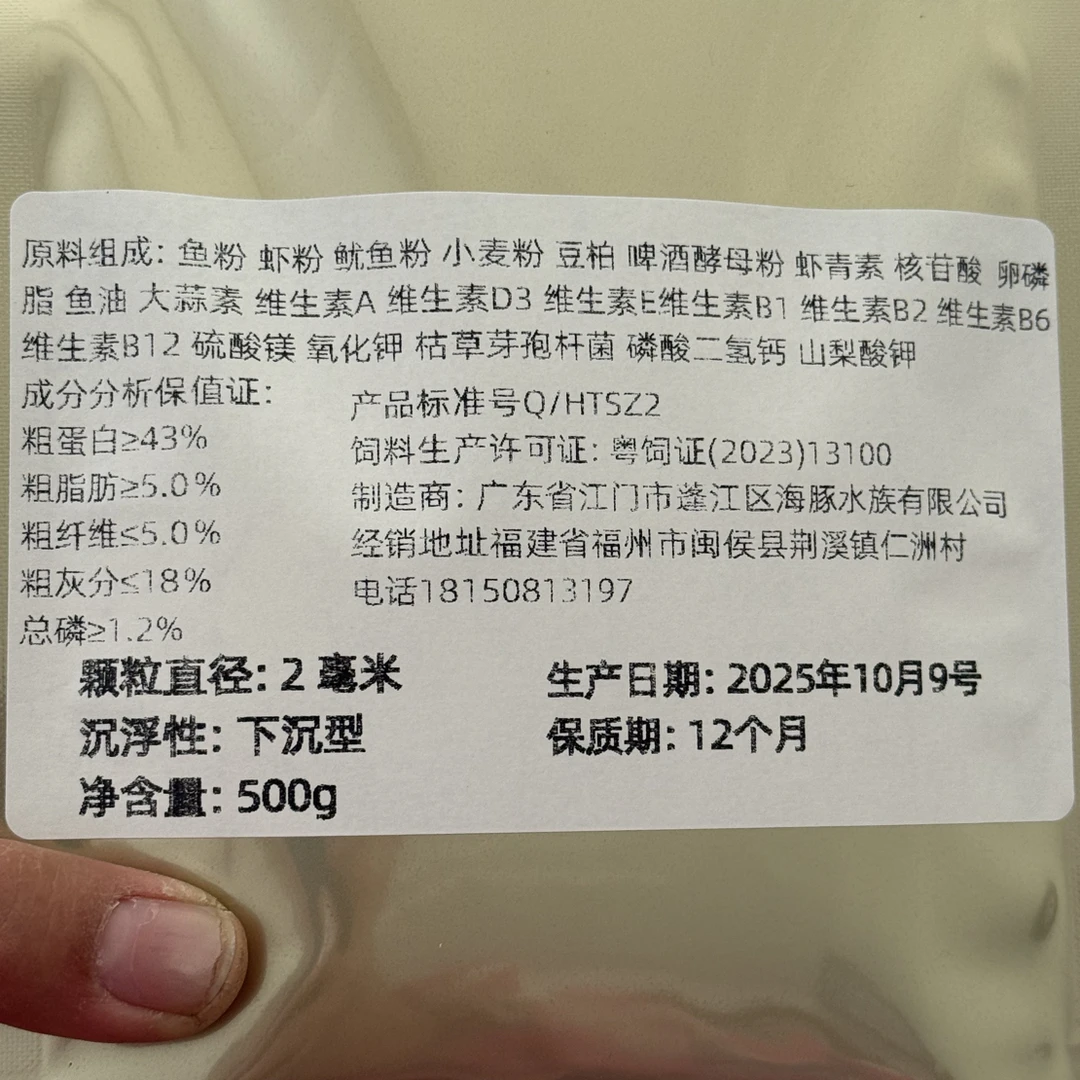 原料组成：鱼粉 虾粉 鱿鱼粉 小麦粉 豆柏 啤酒酵母粉 虾青素 核苷酸 卵磷
脂 鱼油 大蒜素 维生素A 维生素D3 维生素E维生素B1 维生素B2 维生素B6
维生素B12 硫酸镁 氧化钾 枯草芽孢杆菌 磷酸二氢钙 山梨酸钾
成分分析保值证：
粗蛋白≥43%
粗脂肪≥5.0%
粗纤维≤5.0%
粗灰分≤18%
总磷≥1.2%
产品标准号Q/HTSZ2
饲料生产许可证：粤饲证(2023)13100
制造商：广东省江门市蓬江区海豚水族有限公司
经销地址福建省福州市闽侯县荆溪镇仁洲村
电话18150813197
颗粒直径：2 毫米
沉浮性：下沉型
净含量：500g
生产日期：2025年10月9号
保质期：12个月